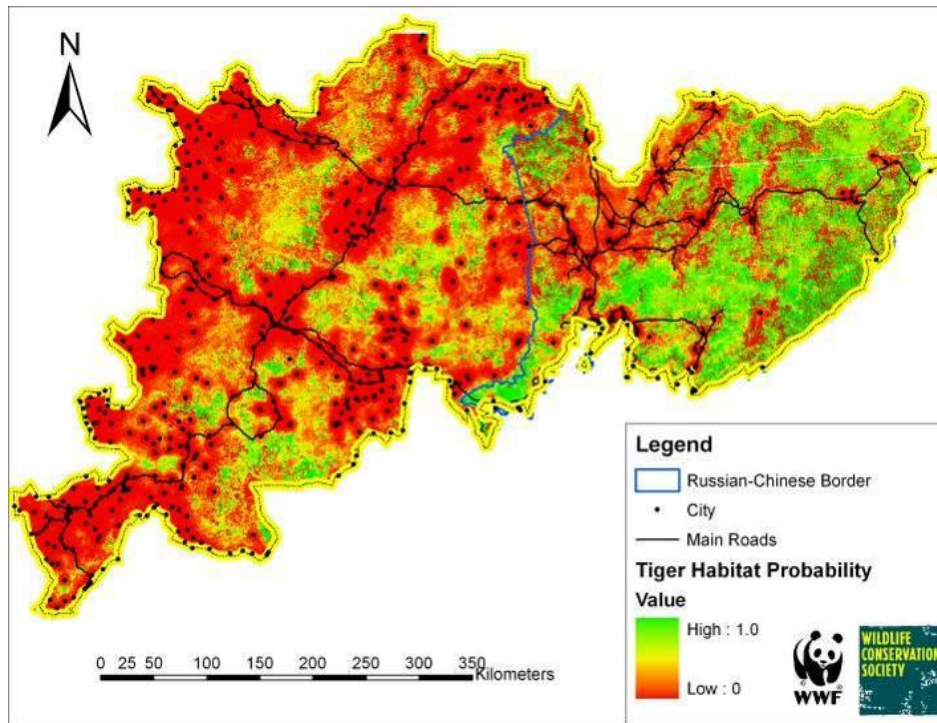 N
Legend
Russian-Chinese Border
City
Main Roads
Tiger Habitat Probability
Value
High : 1.0
Low : 0
0 25 50 100 150 200 250 300 350
Kilometers
WWF
WILDLIFE
CONSERVATION
SOCIETY